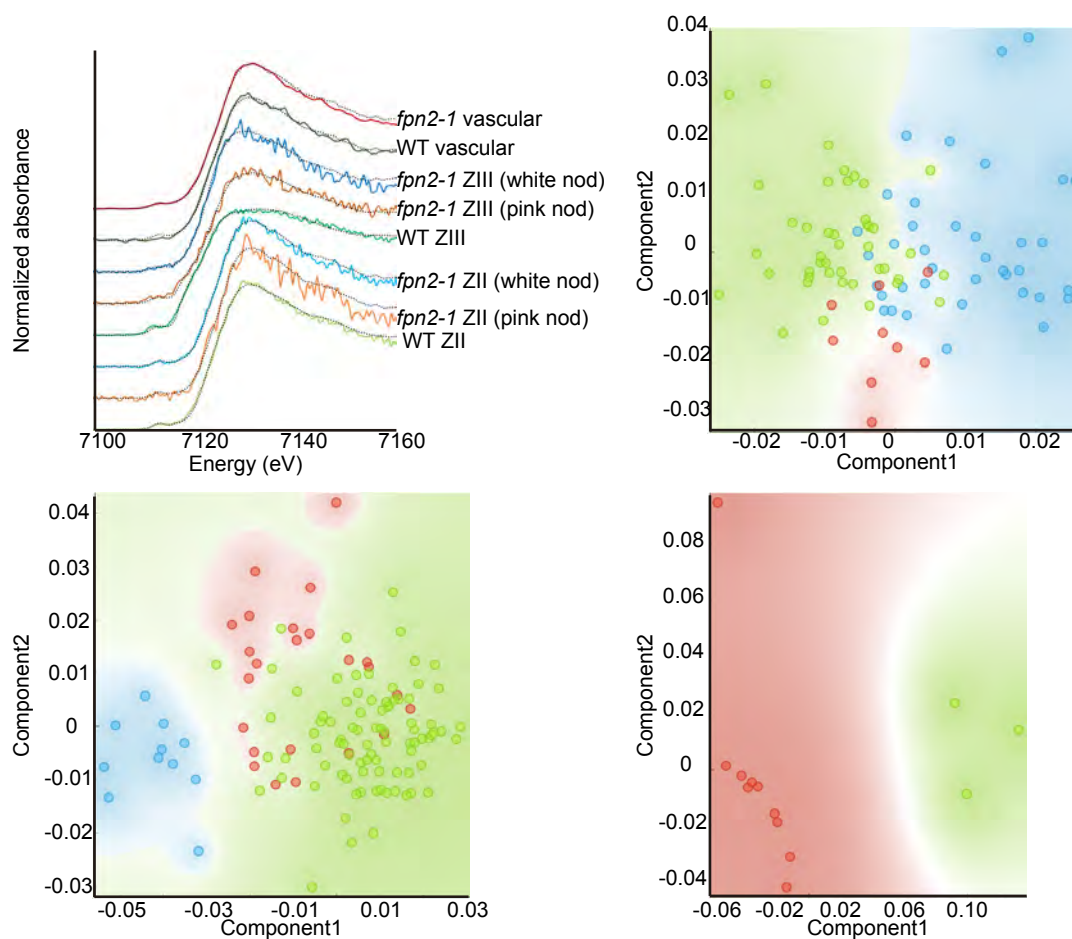 Normalized absorbance
fpn2-1 vascular
WT vascular
fpn2-1 ZIII (white nod)
fpn2-1 ZIII (pink nod)
WT ZIII
fpn2-1 ZII (white nod)
fpn2-1 ZII (pink nod)
WT ZII
7100 7120 7140 7160
Energy (eV)
Component2
0.04
0.03
0.02
0.01
0
-0.01
-0.02
-0.03
-0.02 -0.01 0 0.01 0.02
Component1
Component2
0.04
0.03
0.02
0.01
0
-0.01
-0.02
-0.03
-0.05 -0.03 -0.01 0.01 0.03
Component1
Component2
0.08
0.06
0.04
0.02
0
-0.02
-0.04
-0.06 -0.02 0.02 0.06 0.10
Component1